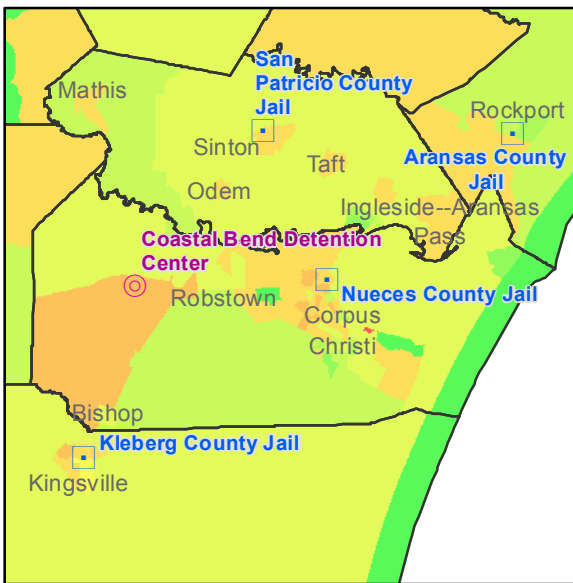 San
Patricio County
Jail
Mathis
Rockport
Sinton
Taft
Aransas County
Jail
Odem
Ingleside--Aransas
Pass
Coastal Bend Detention
Center
Robstown
Nueces County Jail
Corpus
Christi
Bishop
Kleberg County Jail
Kingsville